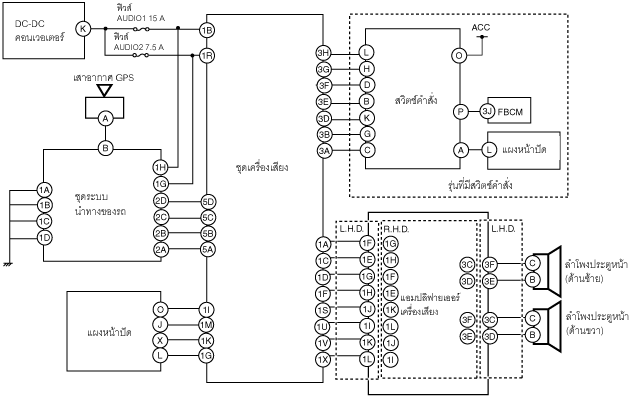 DC-DC
คอนเวอเตอร์
K
ฟิวส์
AUDIO1 15 A
ฟิวส์
AUDIO2 7.5 A
1B
1R
เสาอากาศ GPS
A
B
ชุดระบบ
นำทางของรถ
1A
1B
1C
1D
1H
1G
2D
2C
2B
2A
5D
5C
5B
5A
ชุดเครื่องเสียง
แผงหน้าปัด
O
J
X
L
1I
1M
1K
1G
3H
3G
3F
3E
3D
3B
3A
L
H
D
B
K
G
C
สวิตช์คำสั่ง
O
P
A
ACC
3J
FBCM
L
แผงหน้าปัด
รุ่นที่มีสวิตช์คำสั่ง
1A
1C
1D
1F
1S
1U
1V
1X
L.H.D.
1F
1E
1G
1H
1J
1I
1K
1L
R.H.D.
1G
1H
1F
1E
1K
1L
1J
1I
แอมปลิฟายเออร์
เครื่องเสียง
3C
3D
3F
3E
L.H.D.
3F
3E
3C
3D
C
B
C
B
ลำโพงประตูหน้า
(ด้านซ้าย)
ลำโพงประตูหน้า
(ด้านขวา)